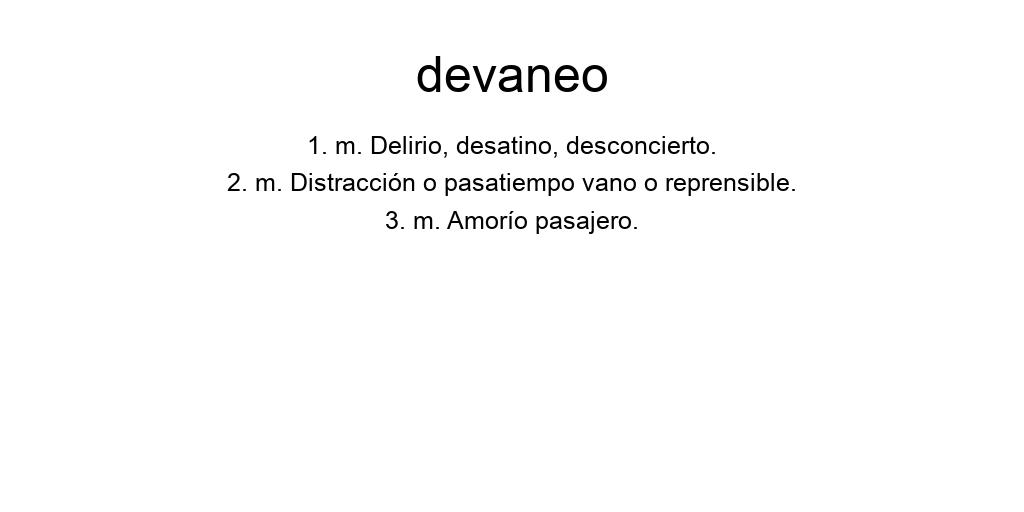 devaneo
1. m. Delirio, desatino, desconcierto.
2. m. Distracción o pasatiempo vano o reprensible.
3. m. Amorío pasajero.